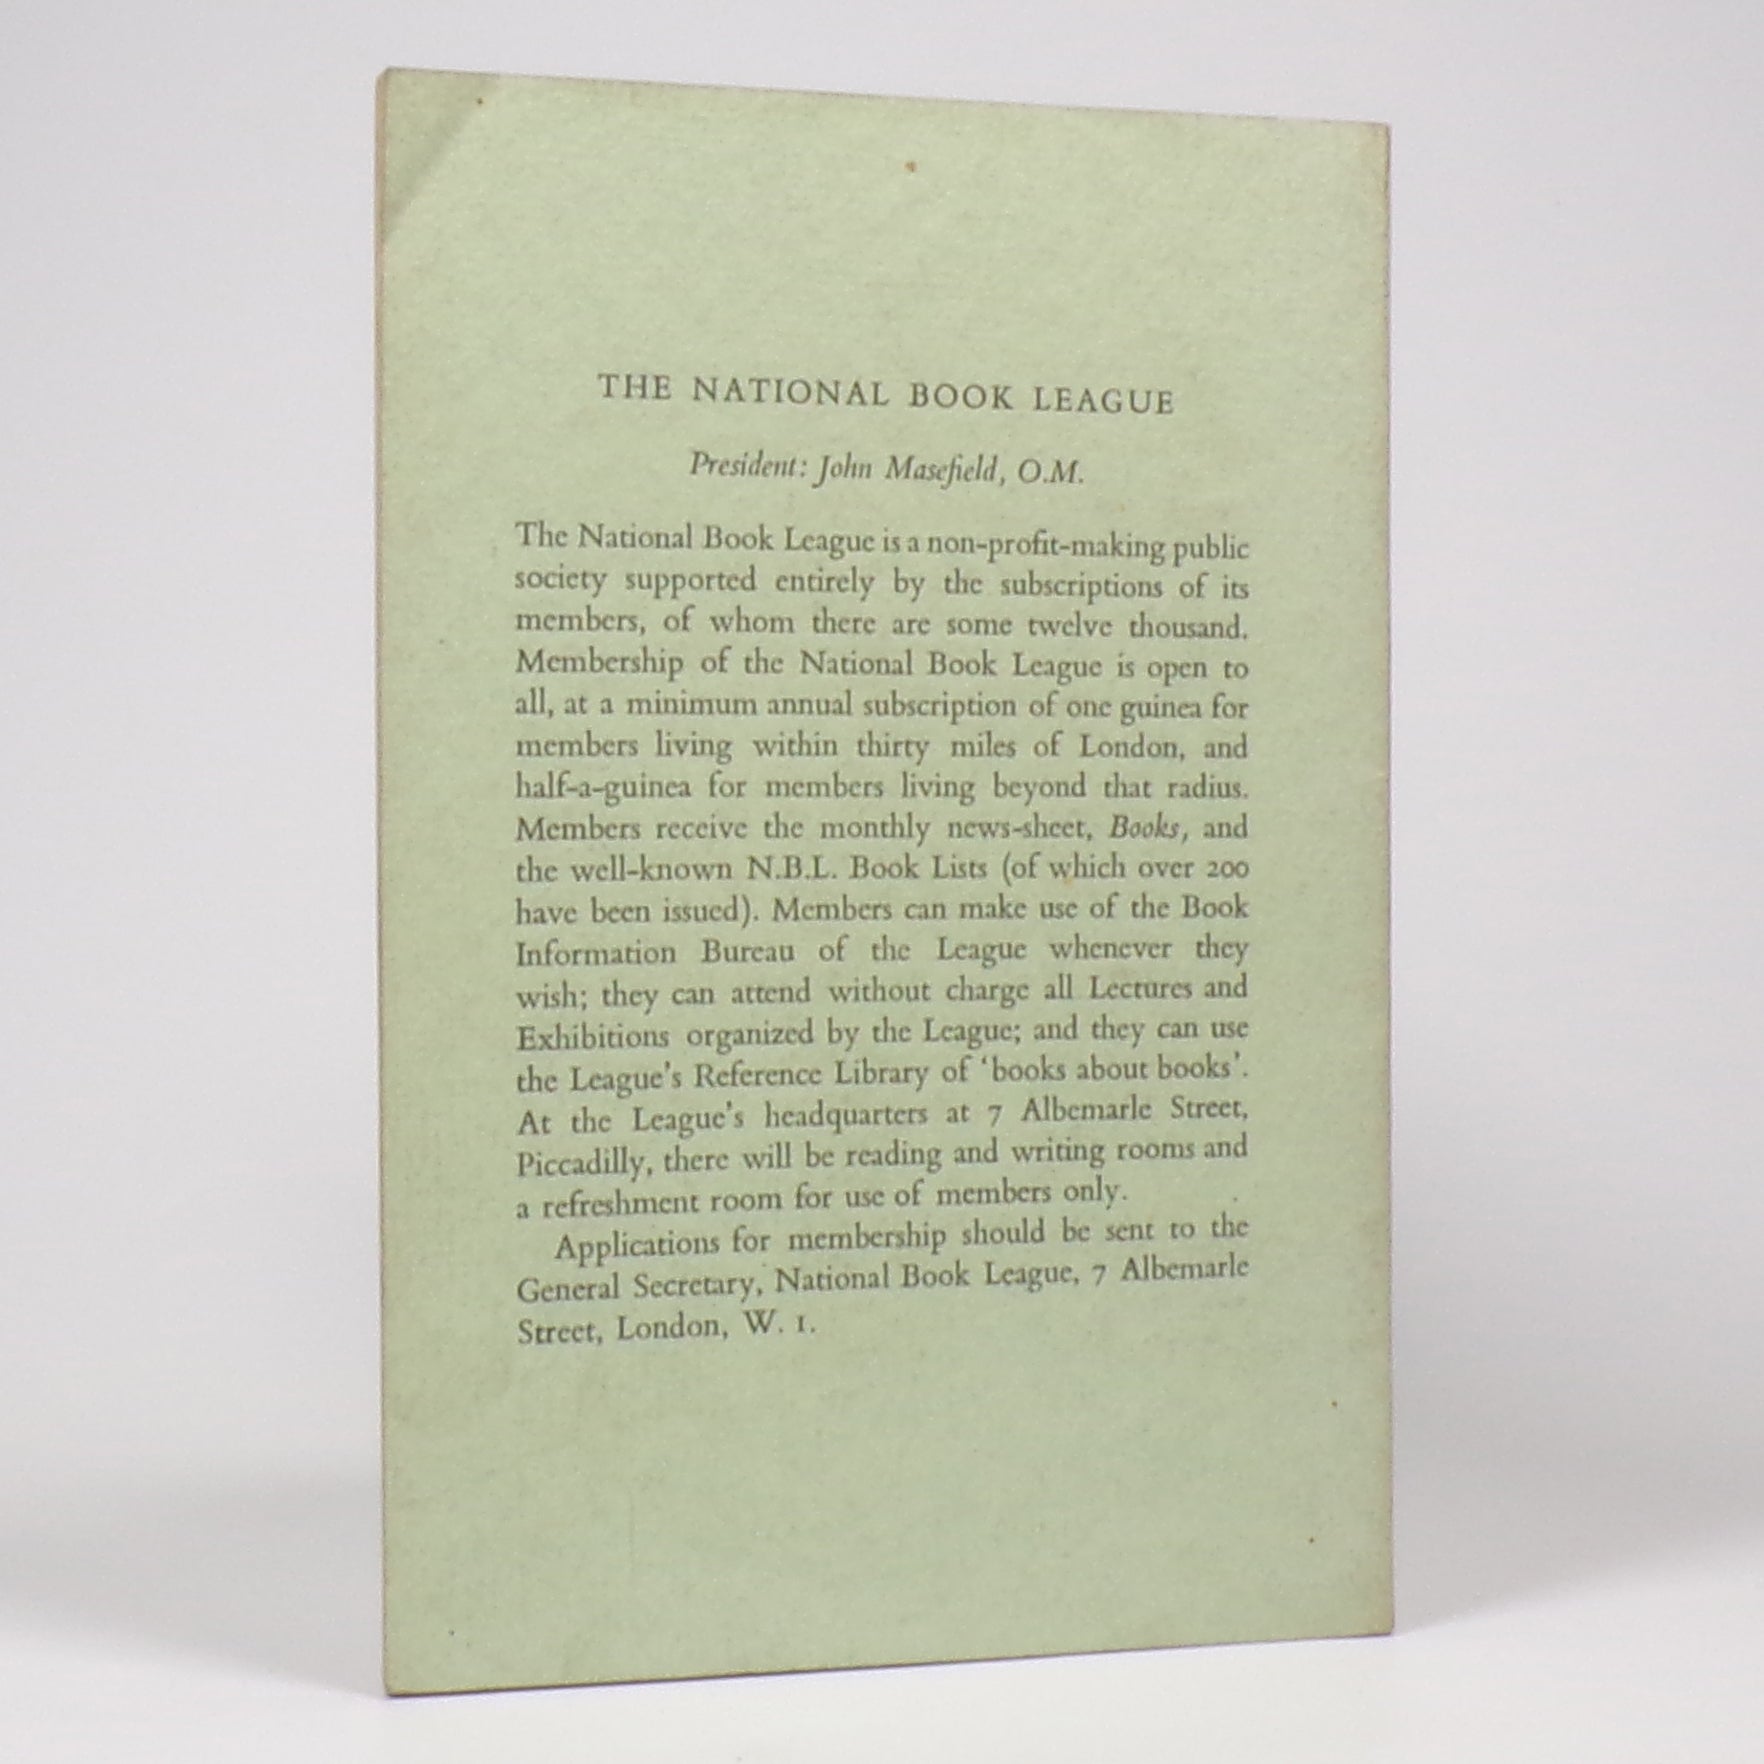 THE NATIONAL BOOK LEAGUE
President: John Masefield, O.M.
The National Book League is a non-profit-making public
society supported entirely by the subscriptions of its
members, of whom there are some twelve thousand.
Membership of the National Book League is open to
all, at a minimum annual subscription of one guinea for
members living within thirty miles of London, and
half-a-guinea for members living beyond that radius.
Members receive the monthly news-sheet, Books, and
the well-known N.B.L. Book Lists (of which over 200
have been issued). Members can make use of the Book
Information Bureau of the League whenever they
wish; they can attend without charge all Lectures and
Exhibitions organized by the League; and they can use
the League's Reference Library of 'books about books'.
At the League's headquarters at 7 Albemarle Street,
Piccadilly, there will be reading and writing rooms and
a refreshment room for use of members only.
Applications for membership should be sent to the
General Secretary, National Book League, 7 Albemarle
Street, London, W. 1.